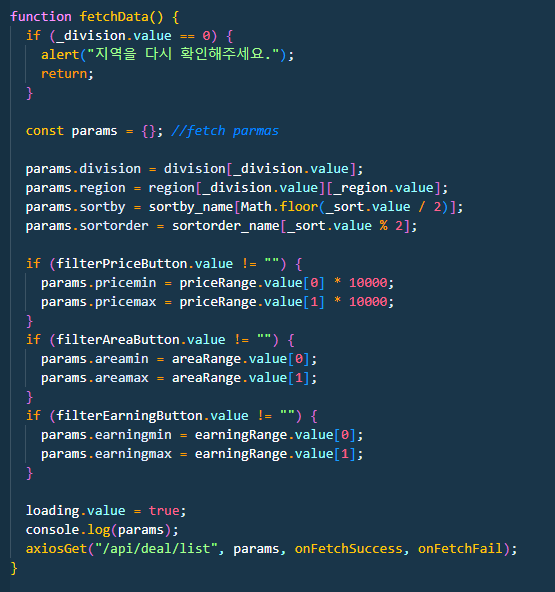 function fetchData() {
  if (_division.value == 0) {
    alert("지역을 다시 확인해주세요.");
    return;
  }

  const params = {}; //fetch parmas

  params.division = division[_division.value];
  params.region = region[_division.value][_region.value];
  params.sortby = sortby_name[Math.floor(_sort.value / 2)];
  params.sortorder = sortorder_name[_sort.value % 2];

  if (filterPriceButton.value != "") {
    params.pricemin = priceRange.value[0] * 10000;
    params.pricemax = priceRange.value[1] * 10000;
  }
  if (filterAreaButton.value != "") {
    params.areamin = areaRange.value[0];
    params.areamax = areaRange.value[1];
  }
  if (filterEarningButton.value != "") {
    params.earningmin = earningRange.value[0];
    params.earningmax = earningRange.value[1];
  }

  loading.value = true;
  console.log(params);
  axiosGet("/api/deal/list", params, onFetchSuccess, onFetchFail);
}